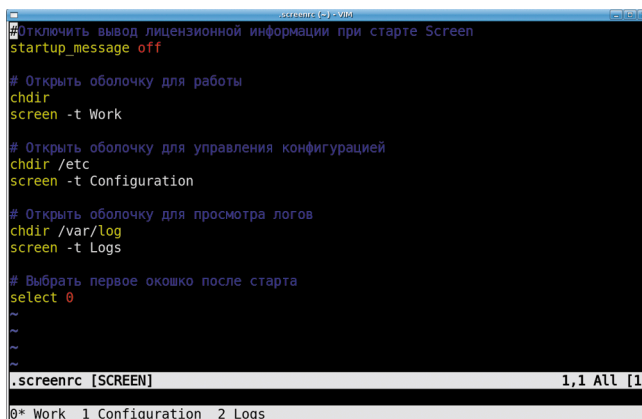 .screenrc (~) - VIM
#Отключить вывод лицензионной информации при старте Screen
startup_message off
# Открыть оболочку для работы
chdir
screen -t Work
# Открыть оболочку для управления конфигурацией
chdir /etc
screen -t Configuration
# Открыть оболочку для просмотра логов
chdir /var/log
screen -t Logs
# Выбрать первое окошко после старта
select 0
~
~
~
~
.screenrc [SCREEN] 1,1 All [1
0* Work 1 Configuration 2 Logs